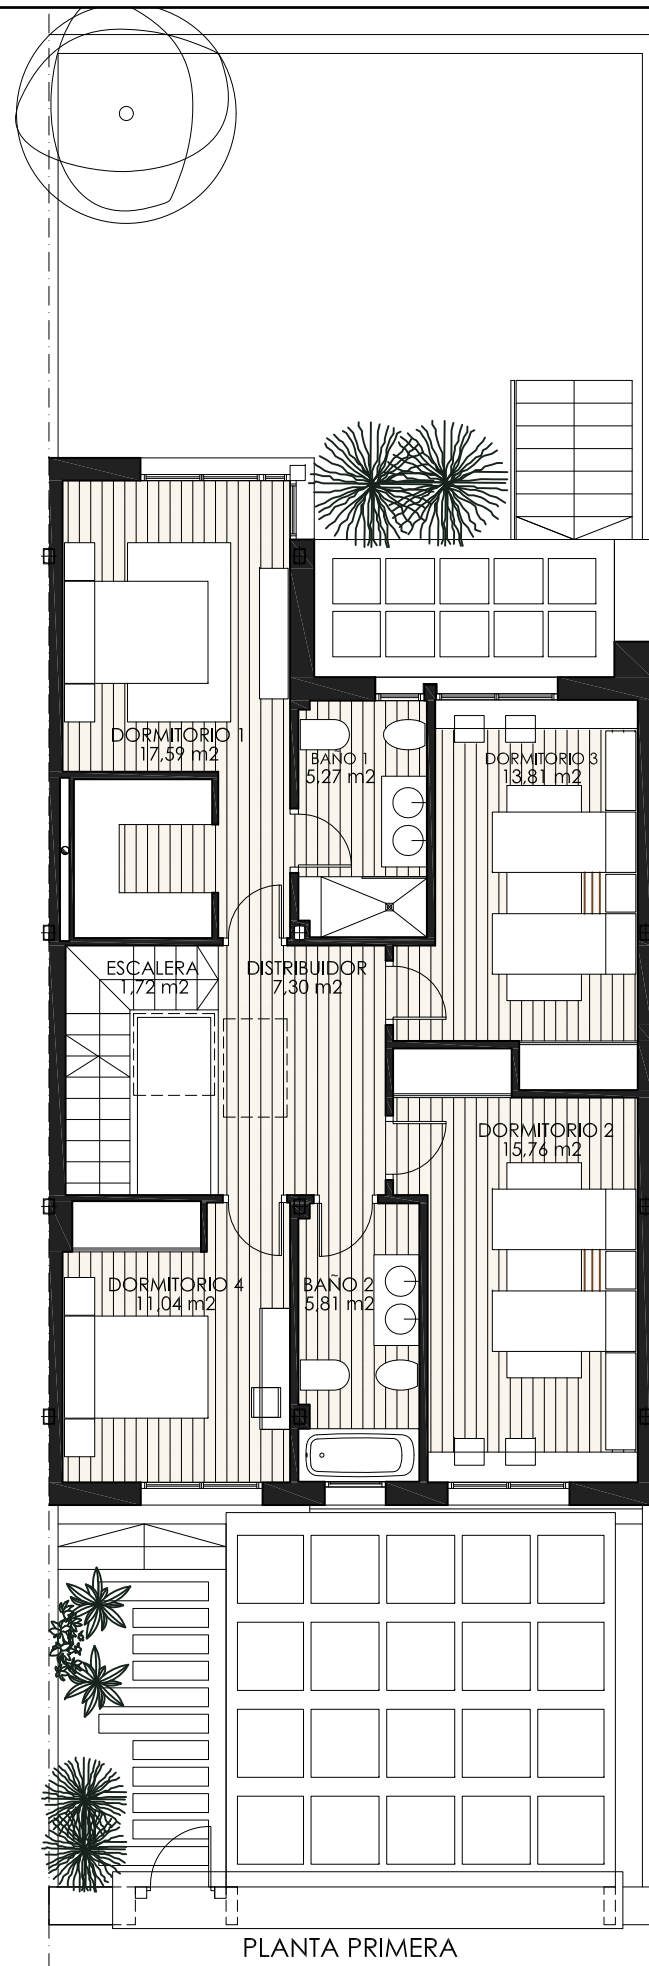 DORMITORIO 1
17,59 m2
BAÑO 1
5,27 m2
DORMITORIO 3
13,81 m2
ESCALERA
1,72 m2
DISTRIBUIDOR
7,30 m2
DORMITORIO 2
15,76 m2
DORMITORIO 4
11,04 m2
BAÑO 2
5,81 m2
PLANTA PRIMERA